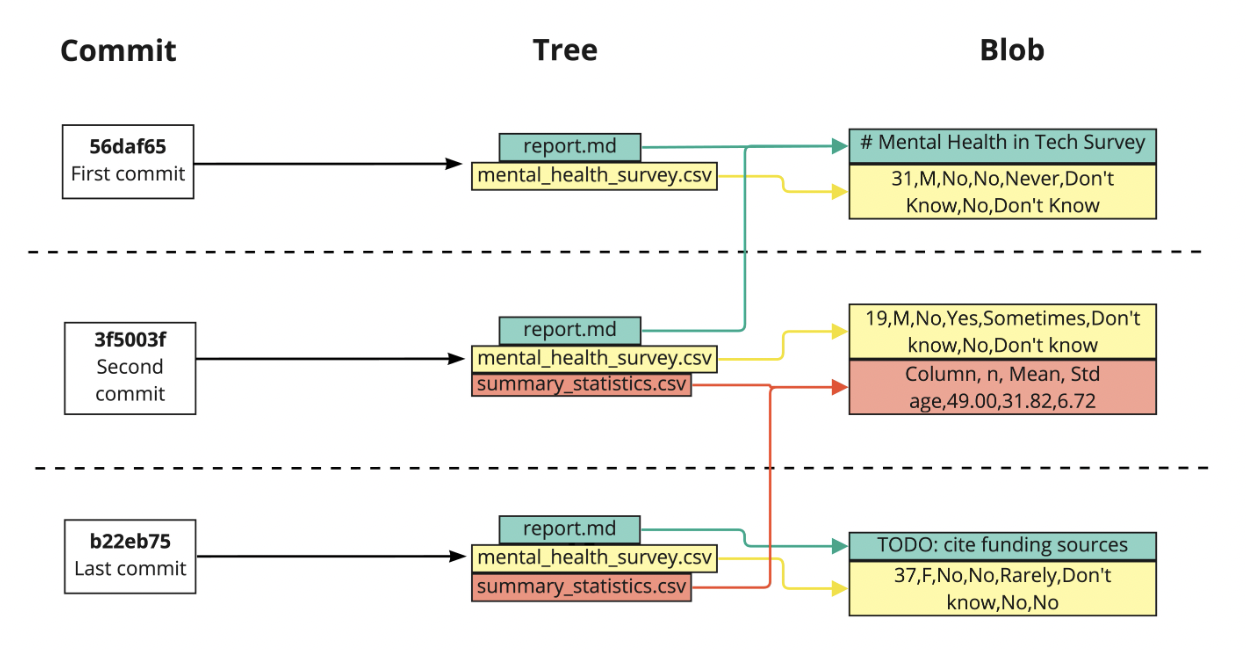 Commit
Tree
Blob
56daf65
First commit
report.md
mental_health_survey.csv
# Mental Health in Tech Survey
31,M,No,No,Never,Don't
Know,No,Don't Know
3f5003f
Second
commit
report.md
mental_health_survey.csv
summary_statistics.csv
19,M,No,Yes,Sometimes,Don't
know,No,Don't know
Column, n, Mean, Std
age,49.00,31.82,6.72
b22eb75
Last commit
report.md
mental_health_survey.csv
summary_statistics.csv
TODO: cite funding sources
37,F,No,No,Rarely,Don't
know,No,No